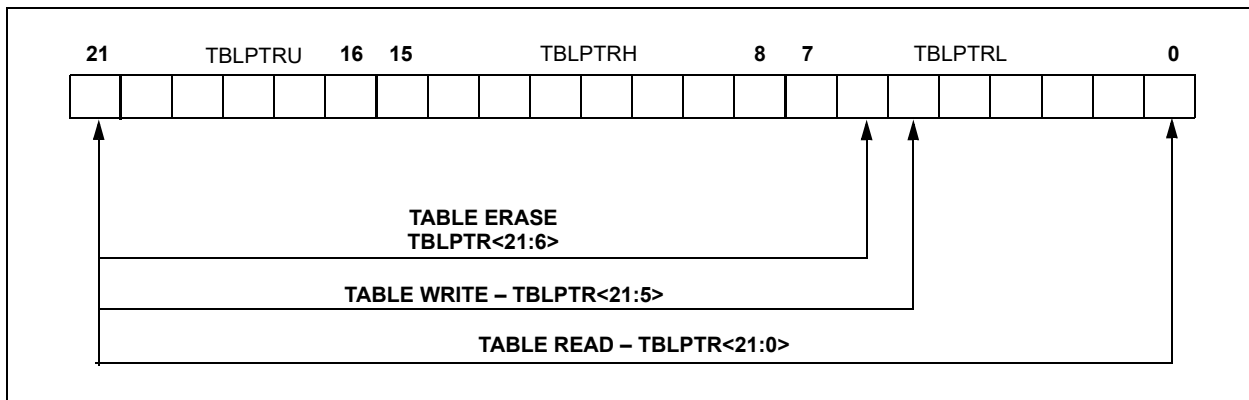 21 TBLPTRU 16 15 TBLPTRH 8 7 TBLPTRL 0
TABLE ERASE
TBLPTR<21:6>
TABLE WRITE – TBLPTR<21:5>
TABLE READ – TBLPTR<21:0>